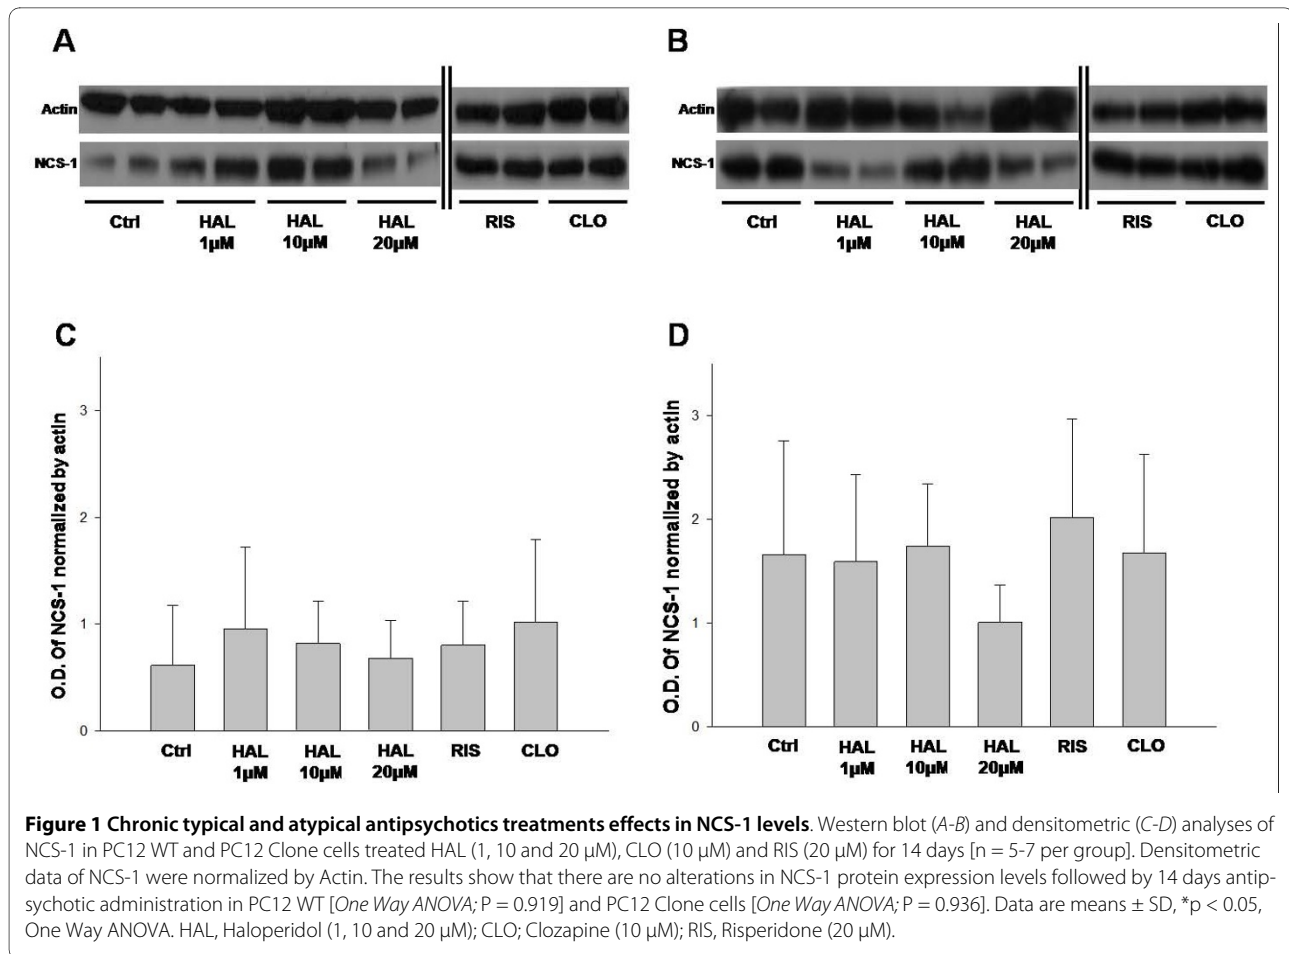 A
Actin
NCS-1
Ctrl HAL HAL HAL RIS CLO
1µM 10µM 20µM
B
Actin
NCS-1
Ctrl HAL HAL HAL RIS CLO
1µM 10µM 20µM
C
O.D. Of NCS-1 normalized by actin
3
2
1
0
Ctrl HAL HAL HAL RIS CLO
1µM 10µM 20µM
D
O.D. Of NCS-1 normalized by actin
3
2
1
0
Ctrl HAL HAL HAL RIS CLO
1µM 10µM 20µM
Figure 1 Chronic typical and atypical antipsychotics treatments effects in NCS-1 levels. Western blot (A-B) and densitometric (C-D) analyses of
NCS-1 in PC12 WT and PC12 Clone cells treated HAL (1, 10 and 20 µM), CLO (10 µM) and RIS (20 µM) for 14 days [n = 5-7 per group]. Densitometric
data of NCS-1 were normalized by Actin. The results show that there are no alterations in NCS-1 protein expression levels followed by 14 days antip-
sychotic administration in PC12 WT [One Way ANOVA; P = 0.919] and PC12 Clone cells [One Way ANOVA; P = 0.936]. Data are means ± SD, *p < 0.05,
One Way ANOVA. HAL, Haloperidol (1, 10 and 20 µM); CLO; Clozapine (10 µM); RIS, Risperidone (20 µM).